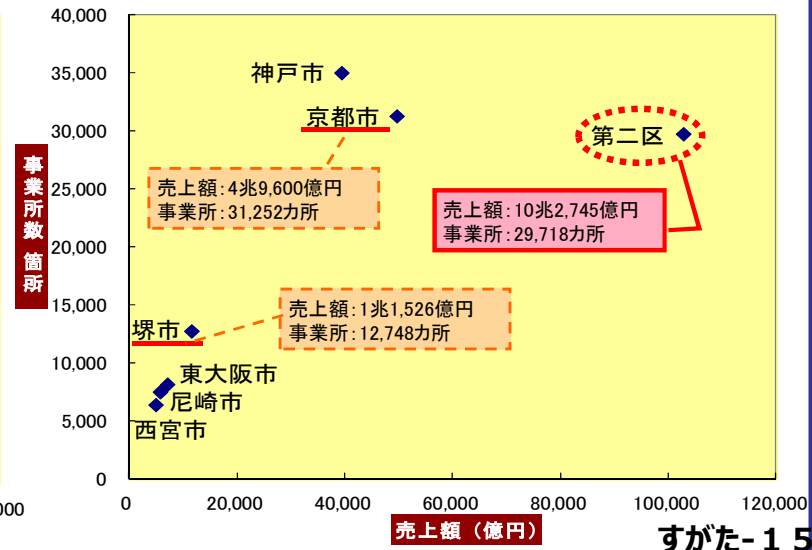 40,000
35,000
30,000
25,000
20,000
15,000
10,000
5,000
0
事業所数 箇所
神戸市
京都市
第二区
売上額:4兆9,600億円
事業所:31,252カ所
売上額:10兆2,745億円
事業所:29,718カ所
売上額:1兆1,526億円
事業所:12,748カ所
堺市
東大阪市
尼崎市
西宮市
000
0
20,000
40,000
60,000
80,000
100,000
120,000
売上額（億円）
すがた-15